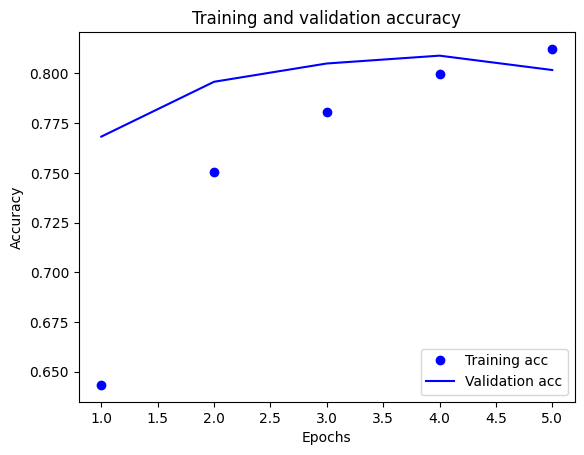 Training and validation accuracy
0.800
0.775
0.750
0.725
0.700
0.675
0.650
Accuracy
Training acc
Validation acc
1.0 1.5 2.0 2.5 3.0 3.5 4.0 4.5 5.0
Epochs